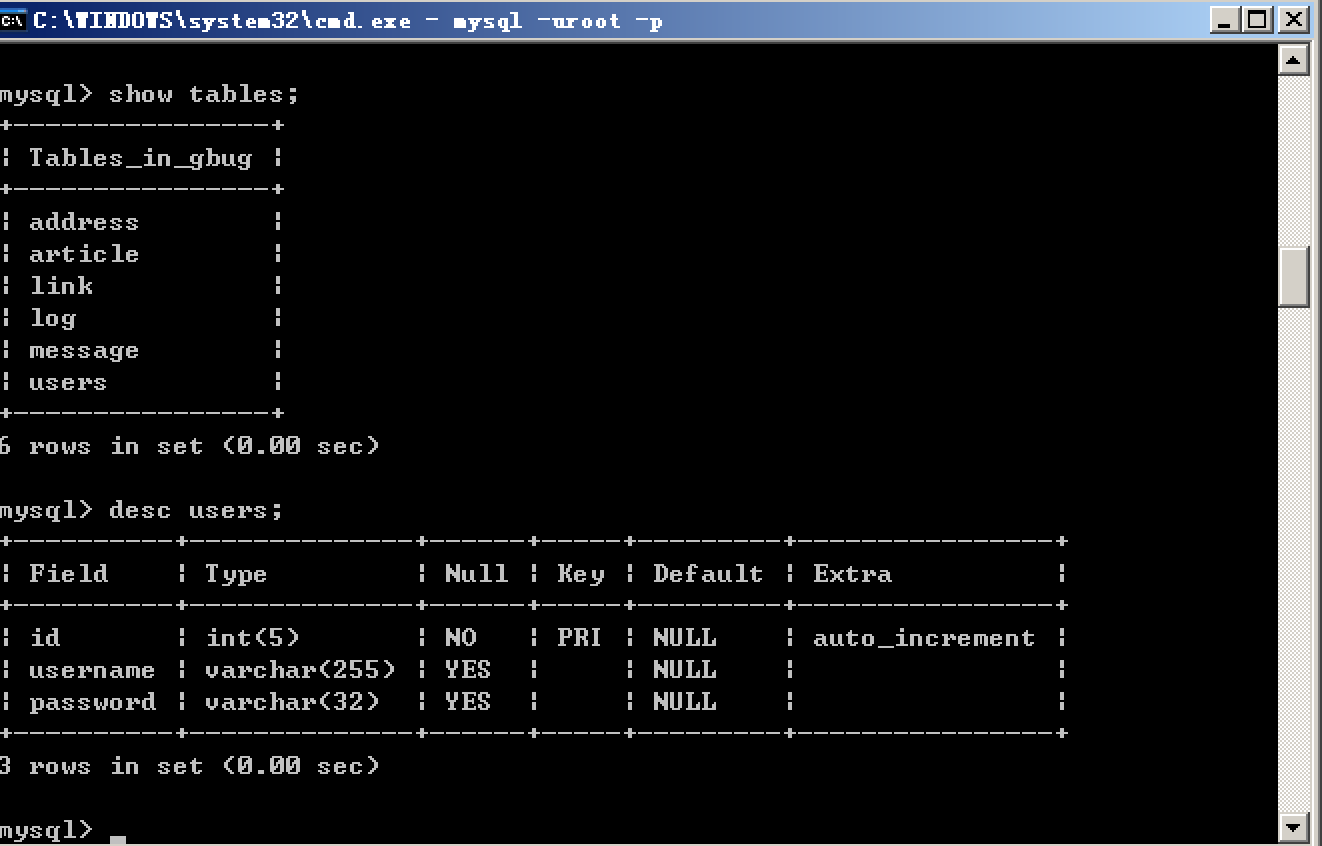 C:\WINDOWS\system32\cmd.exe - mysql -uroot -p
mysql> show tables;
+----------------+
| Tables_in_gbug |
+----------------+
| address        |
| article        |
| link           |
| log            |
| message        |
| users          |
+----------------+
6 rows in set (0.00 sec)
mysql> desc users;
+----------+--------------+------+-----+---------+----------------+
| Field    | Type         | Null | Key | Default | Extra          |
+----------+--------------+------+-----+---------+----------------+
| id       | int(5)       | NO   | PRI | NULL    | auto_increment |
| username | varchar(255) | YES  |     | NULL    |                |
| password | varchar(32)  | YES  |     | NULL    |                |
+----------+--------------+------+-----+---------+----------------+
3 rows in set (0.00 sec)
mysql> _